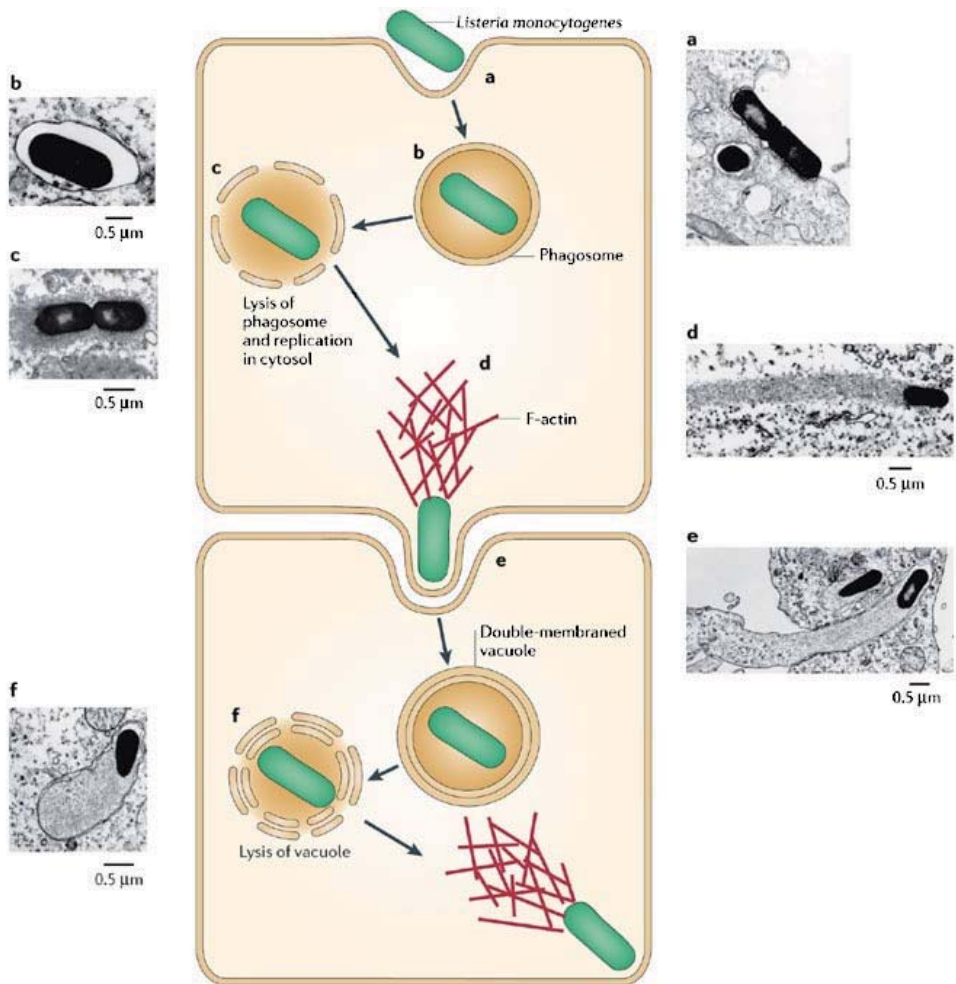 Listeria monocytogenes
a
b
0.5 μm
c
0.5 μm
a
b
c
Phagosome
Lysis of
phagosome
and replication
in cytosol
d
F-actin
e
Double-membraned
vacuole
f
Lysis of vacuole
d
0.5 μm
e
0.5 μm
f
0.5 μm